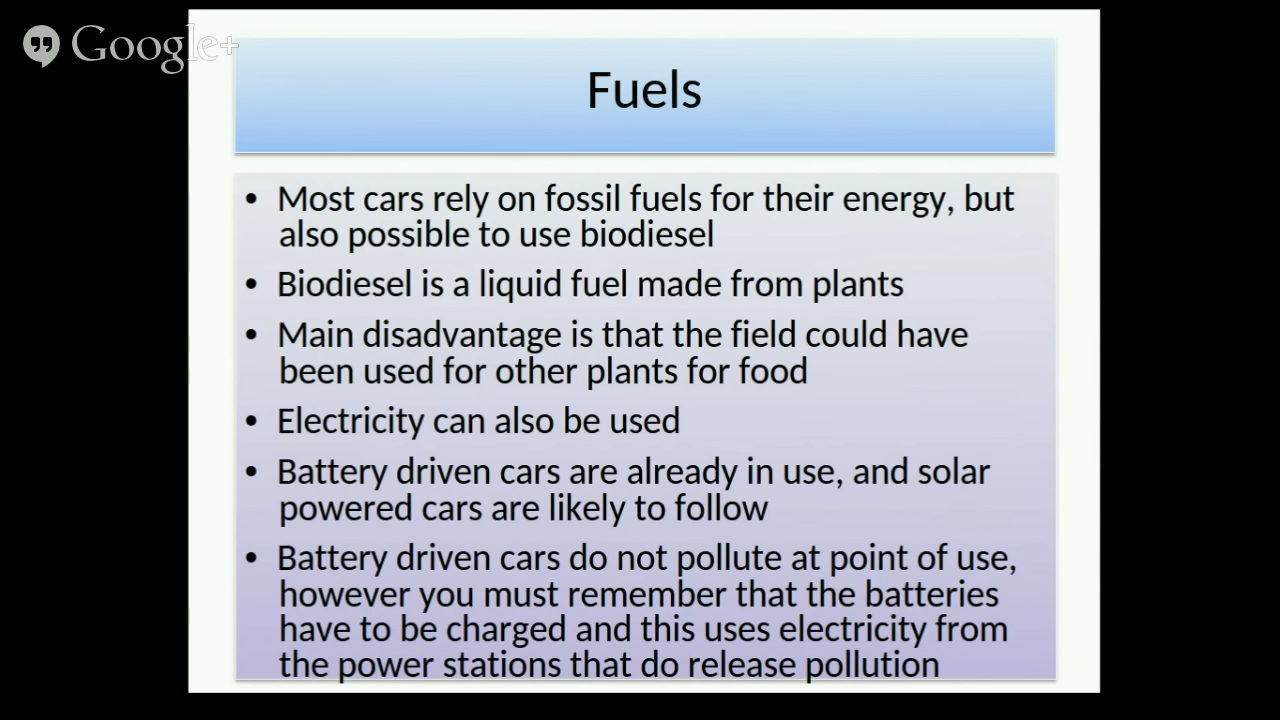 Google+
Fuels
• Most cars rely on fossil fuels for their energy, but
also possible to use biodiesel
• Biodiesel is a liquid fuel made from plants
• Main disadvantage is that the field could have
been used for other plants for food
• Electricity can also be used
• Battery driven cars are already in use, and solar
powered cars are likely to follow
• Battery driven cars do not pollute at point of use,
however you must remember that the batteries
have to be charged and this uses electricity from
the power stations that do release pollution